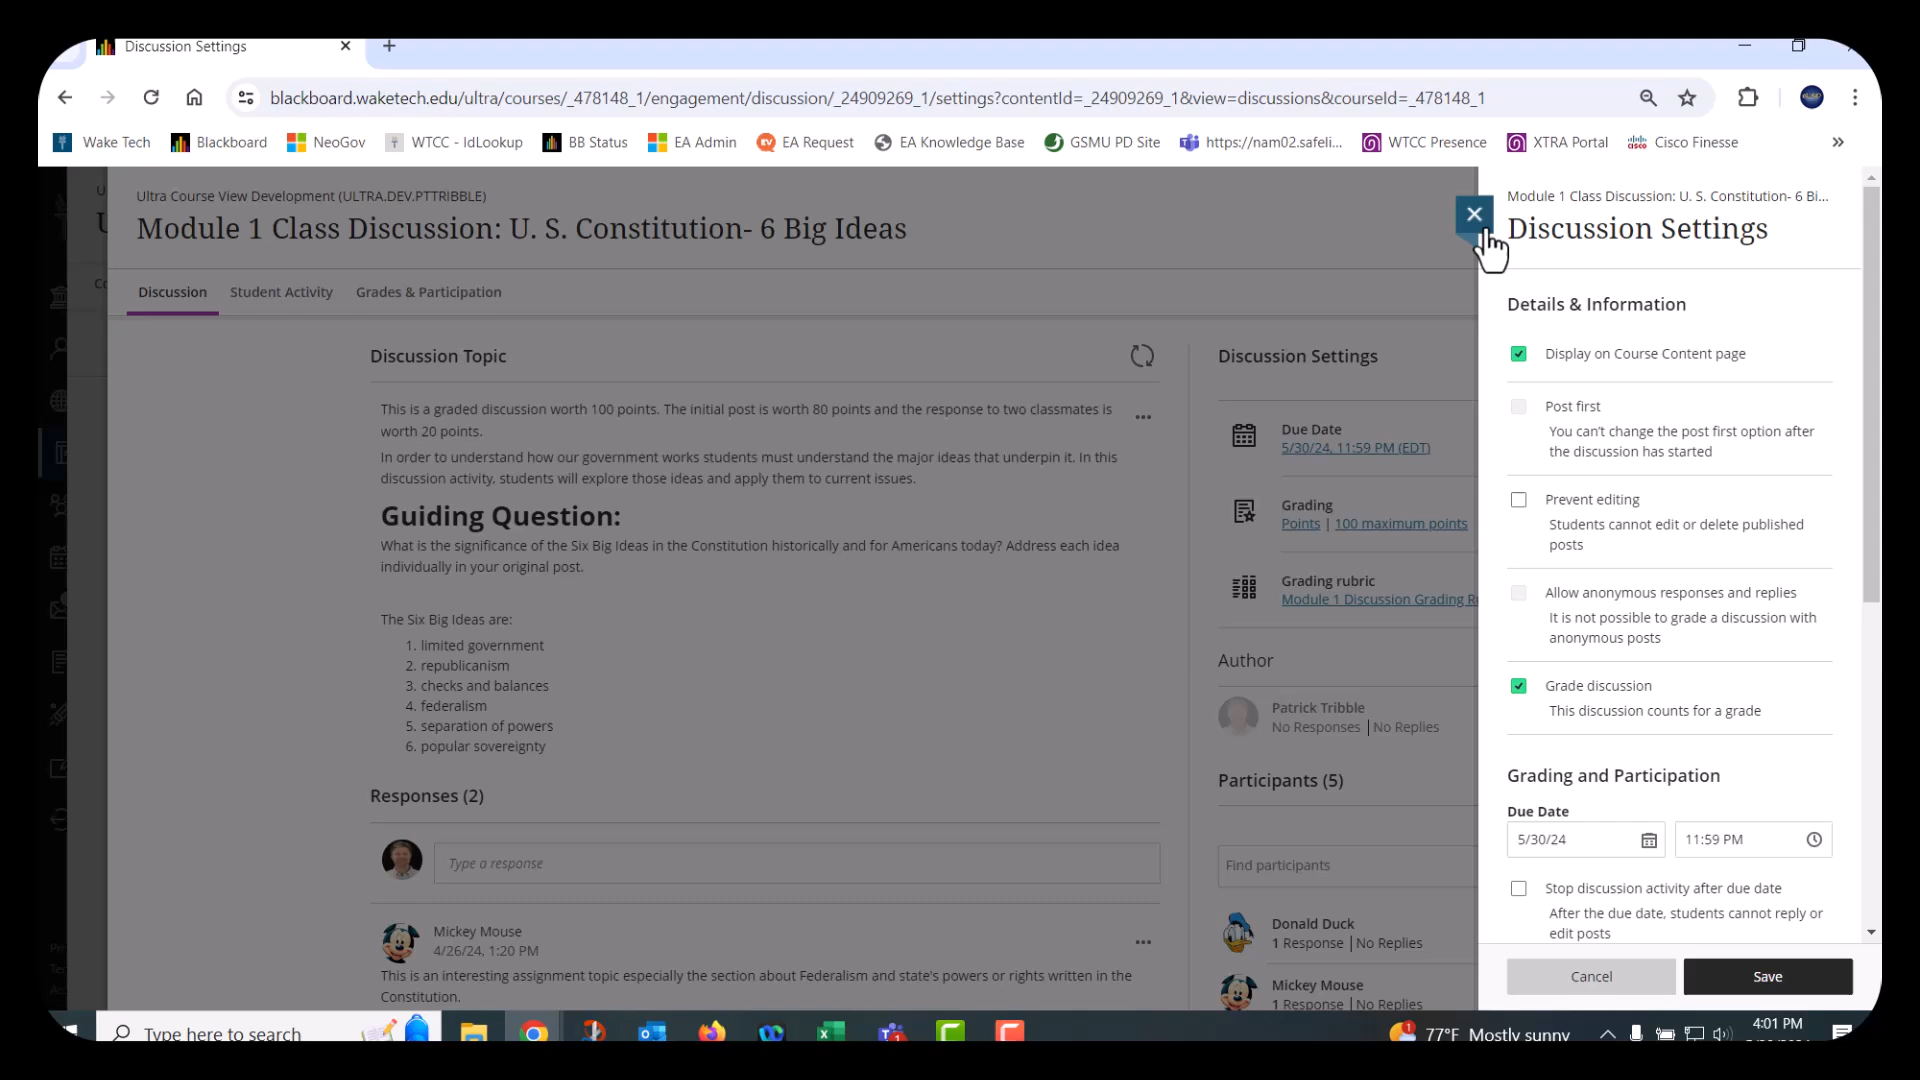 Discussion Settings
blackboard.waketech.edu/ultra/courses/_478148_1/engagement/discussion/_24909269_1/settings?contentId=_24909269_1&view=discussions&courseId=_478148_1
Wake Tech
Blackboard
NeoGov
WTCC - IdLookup
BB Status
EA Admin
EA Request
EA Knowledge Base
GSMU PD Site
https://nam02.safeli...
WTCC Presence
XTRA Portal
Cisco Finesse
Ultra Course View Development (ULTRA.DEV.PTTRIBBLE)
Module 1 Class Discussion: U. S. Constitution- 6 Big Ideas
Discussion
Student Activity
Grades & Participation
Discussion Topic
This is a graded discussion worth 100 points. The initial post is worth 80 points and the response to two classmates is
worth 20 points.
In order to understand how our government works students must understand the major ideas that underpin it. In this
discussion activity, students will explore those ideas and apply them to current issues.
Guiding Question:
What is the significance of the Six Big Ideas in the Constitution historically and for Americans today? Address each idea
individually in your original post.
The Six Big Ideas are:
1. limited government
2. republicanism
3. checks and balances
4. federalism
5. separation of powers
6. popular sovereignty
Responses (2)
Type a response
Mickey Mouse
4/26/24, 1:20 PM
This is an interesting assignment topic especially the section about Federalism and state's powers or rights written in the
Constitution.
Discussion Settings
Due Date
5/30/24, 11:59 PM (EDT)
Grading
Points | 100 maximum points
Grading rubric
Module 1 Discussion Grading
Author
Patrick Tribble
No Responses | No Replies
Participants (5)
Find participants
Donald Duck
1 Response | No Replies
Mickey Mouse
1 Response | No Replies
Module 1 Class Discussion: U. S. Constitution- 6 Bi...
Discussion Settings
Details & Information
Display on Course Content page
Post first
You can't change the post first option after
the discussion has started
Prevent editing
Students cannot edit or delete published
posts
Allow anonymous responses and replies
It is not possible to grade a discussion with
anonymous posts
Grade discussion
This discussion counts for a grade
Grading and Participation
Due Date
5/30/24
11:59 PM
Stop discussion activity after due date
After the due date, students cannot reply or
edit posts
Cancel
Save
Type here to search
77°F Mostly sunny
4:01 PM